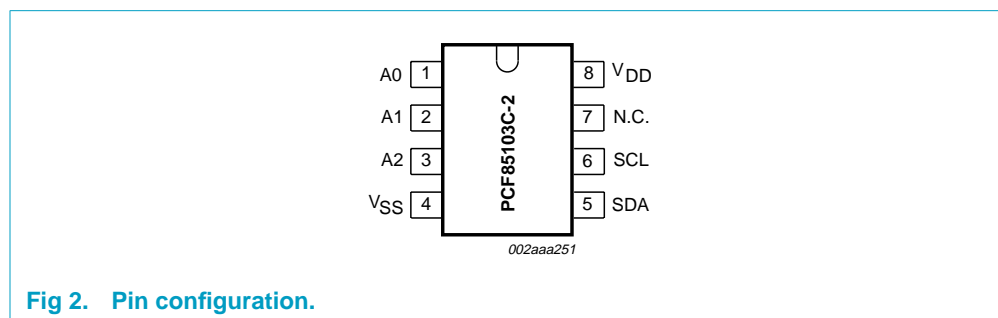 A0 1 8 VDD
A1 2 7 N.C.
A2 3 6 SCL
VSS 4 5 SDA
PCF85103C-2
002aaa251
Fig 2. Pin configuration.